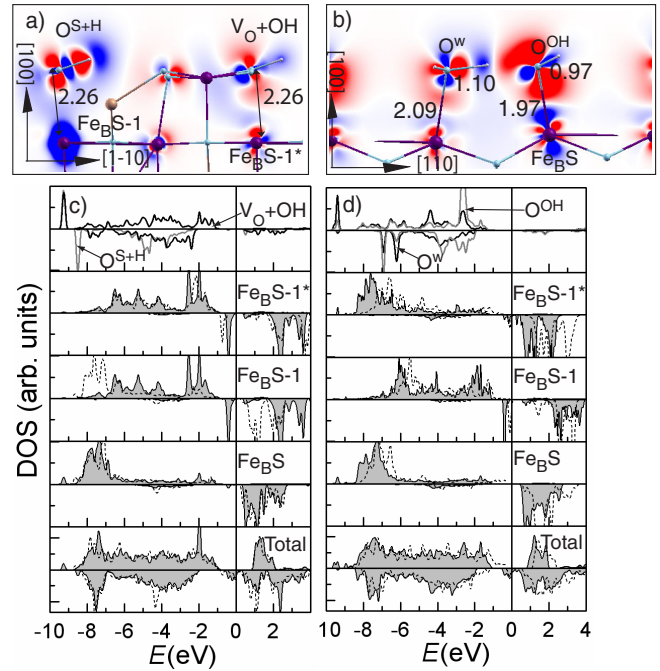 a)
O^S+H
V_O+OH
[100]
2.26
2.26
Fe_BS-1
[1-10]
Fe_BS-1*
b)
O^w
O^OH
[100]
1.10
0.97
2.09
1.97
[110]
Fe_BS
c)
V_O+OH
O^S+H
Fe_BS-1*
Fe_BS-1
Fe_BS
Total
d)
O^OH
O^w
Fe_BS-1*
Fe_BS-1
Fe_BS
Total
DOS (arb. units)
-10 -8 -6 -4 -2 0 2
E(eV)
-10 -8 -6 -4 -2 0 2 4
E(eV)